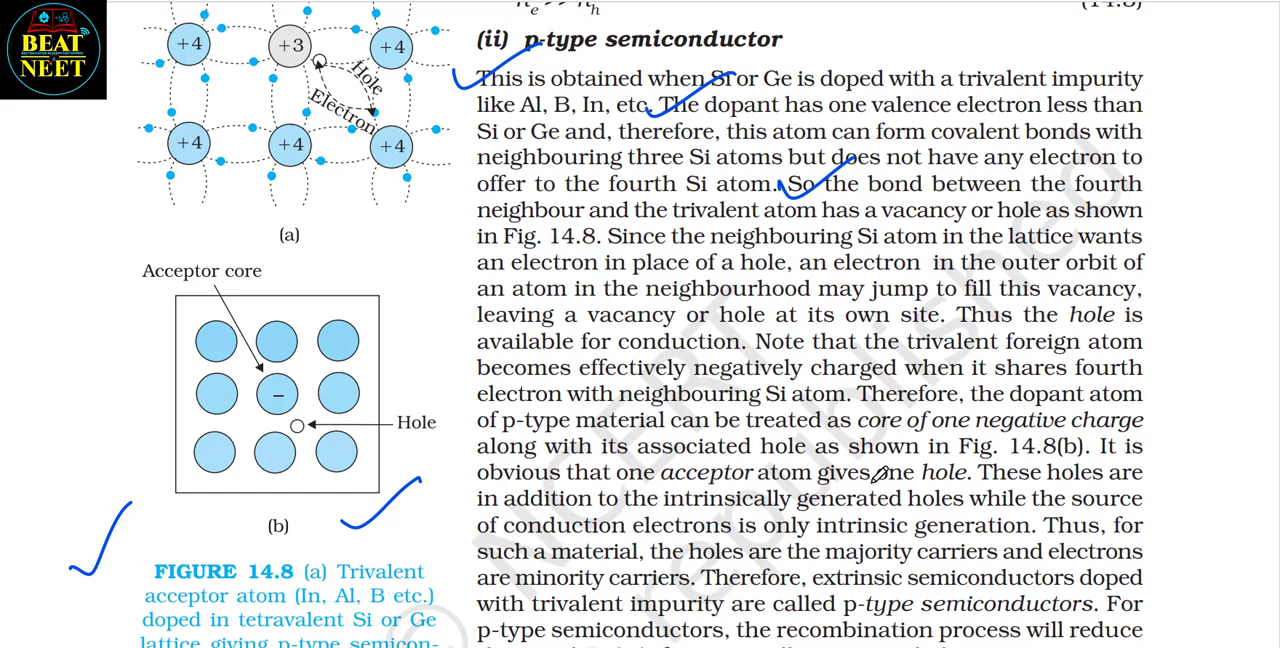 BEAT
NEET
+4
+3
+4
Hole
Electron
+4
+4
+4
(a)
Acceptor core
–
Hole
(b)
FIGURE 14.8 (a) Trivalent
acceptor atom (In, Al, B etc.)
doped in tetravalent Si or Ge
lattice giving p-type semicon-
(ii) p-type semiconductor
This is obtained when Si or Ge is doped with a trivalent impurity
like Al, B, In, etc. The dopant has one valence electron less than
Si or Ge and, therefore, this atom can form covalent bonds with
neighbouring three Si atoms but does not have any electron to
offer to the fourth Si atom. So the bond between the fourth
neighbour and the trivalent atom has a vacancy or hole as shown
in Fig. 14.8. Since the neighbouring Si atom in the lattice wants
an electron in place of a hole, an electron in the outer orbit of
an atom in the neighbourhood may jump to fill this vacancy,
leaving a vacancy or hole at its own site. Thus the hole is
available for conduction. Note that the trivalent foreign atom
becomes effectively negatively charged when it shares fourth
electron with neighbouring Si atom. Therefore, the dopant atom
of p-type material can be treated as core of one negative charge
along with its associated hole as shown in Fig. 14.8(b). It is
obvious that one acceptor atom gives one hole. These holes are
in addition to the intrinsically generated holes while the source
of conduction electrons is only intrinsic generation. Thus, for
such a material, the holes are the majority carriers and electrons
are minority carriers. Therefore, extrinsic semiconductors doped
with trivalent impurity are called p-type semiconductors. For
p-type semiconductors, the recombination process will reduce
© NCERT
republished